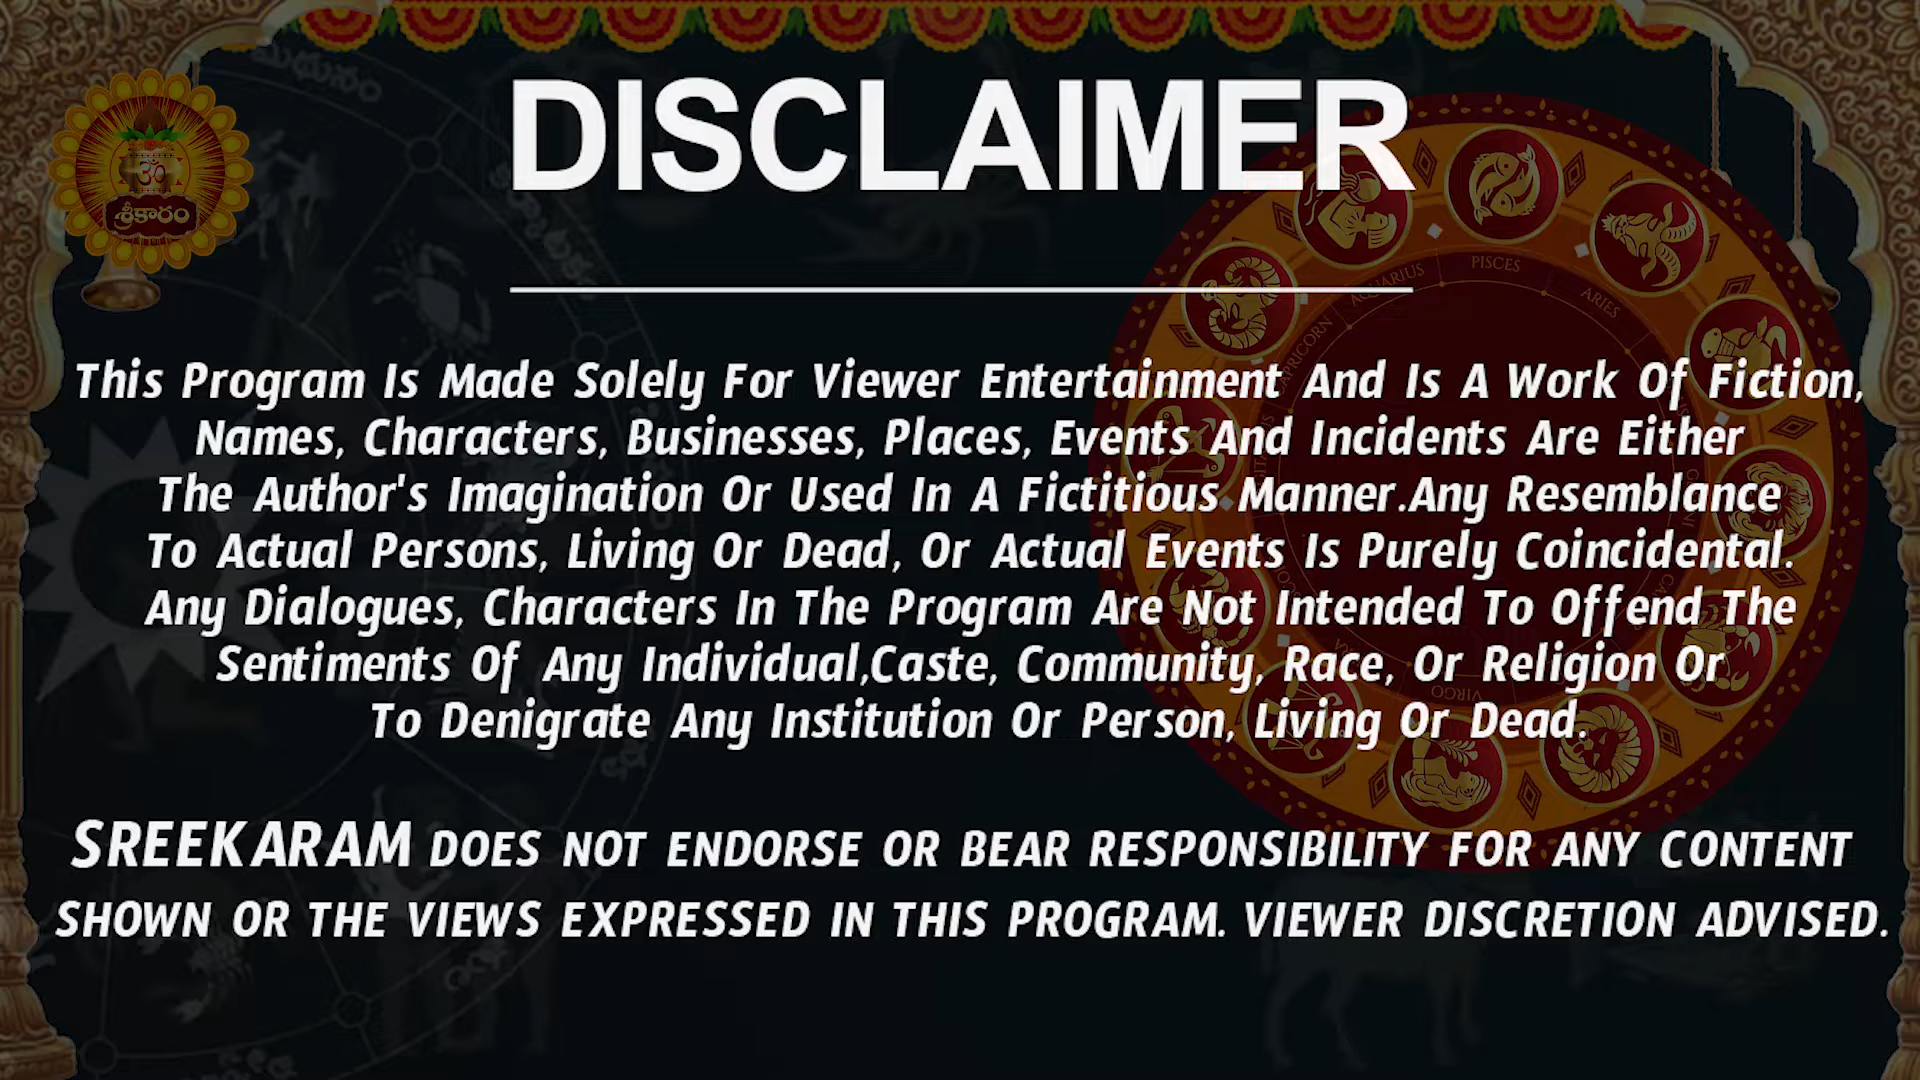 DISCLAIMER
శ్రీకారం
This Program Is Made Solely For Viewer Entertainment And Is A Work Of Fiction,
Names, Characters, Businesses, Places, Events And Incidents Are Either
The Author's Imagination Or Used In A Fictitious Manner.Any Resemblance
To Actual Persons, Living Or Dead, Or Actual Events Is Purely Coincidental.
Any Dialogues, Characters In The Program Are Not Intended To Offend The
Sentiments Of Any Individual,Caste, Community, Race, Or Religion Or
To Denigrate Any Institution Or Person, Living Or Dead.
SREEKARAM DOES NOT ENDORSE OR BEAR RESPONSIBILITY FOR ANY CONTENT
SHOWN OR THE VIEWS EXPRESSED IN THIS PROGRAM. VIEWER DISCRETION ADVISED.
AQUARIUS
PISCES
ARIES
CAPRICORN
VIRGO